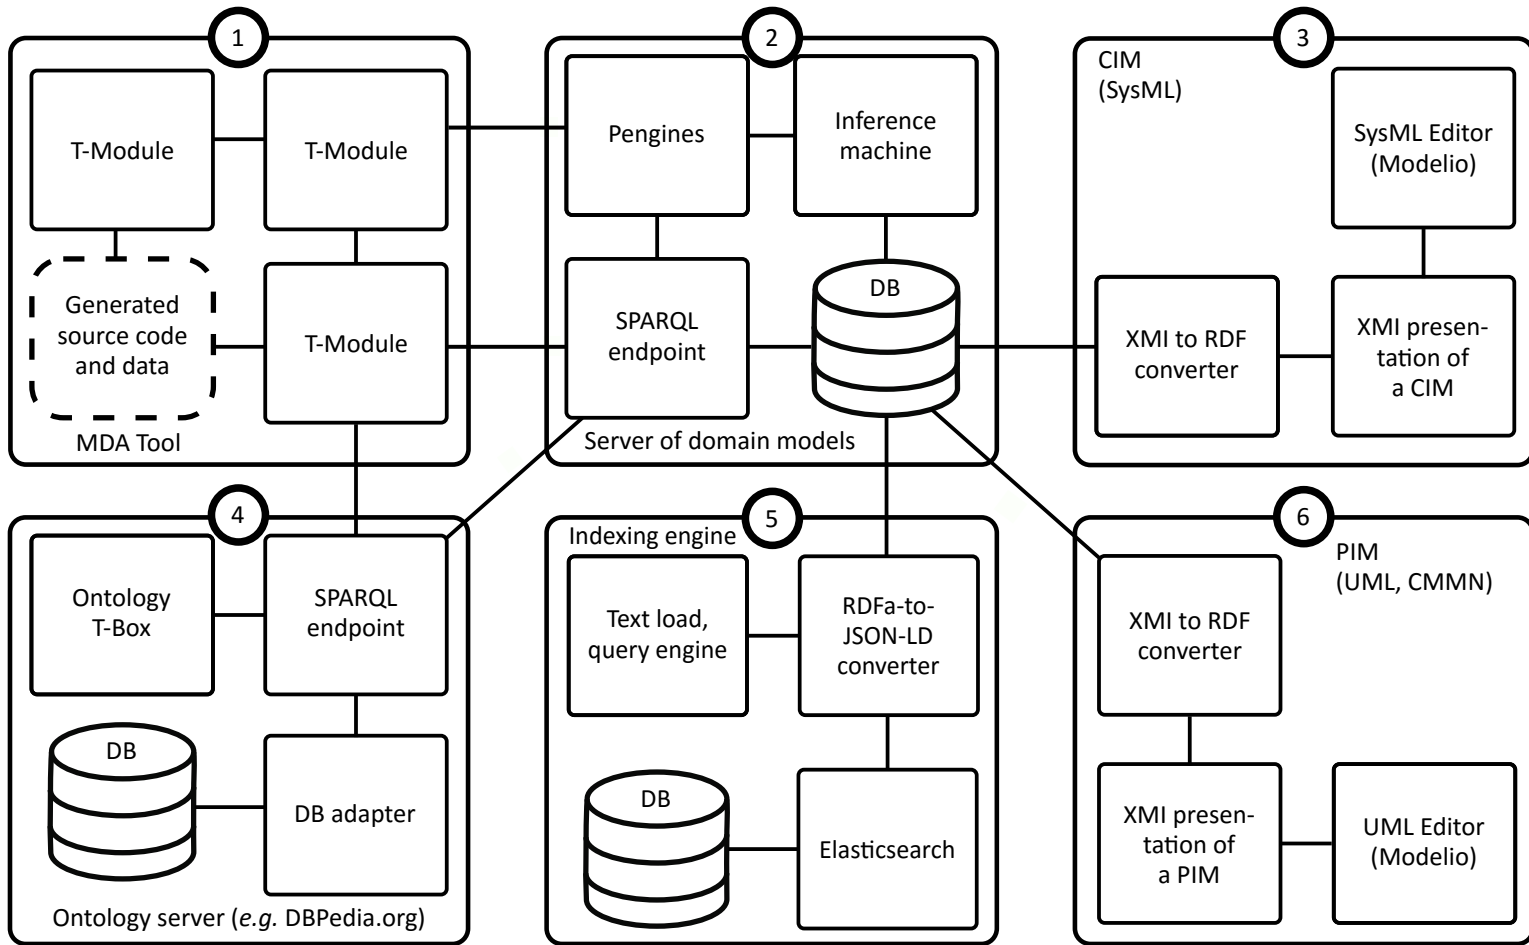 1
T-Module
T-Module
Generated
source code
and data
T-Module
MDA Tool
2
Pengines
Inference
machine
SPARQL
endpoint
DB
Server of domain models
3
CIM
(SysML)
SysML Editor
(Modelio)
XMI to RDF
converter
XMI presen-
tation of
a CIM
4
Ontology
T-Box
SPARQL
endpoint
DB
DB adapter
Ontology server (e.g. DBPedia.org)
5
Indexing engine
Text load,
query engine
RDFa-to-
JSON-LD
converter
DB
Elasticsearch
6
PIM
(UML, CMMN)
XMI to RDF
converter
XMI presen-
tation of
a PIM
UML Editor
(Modelio)